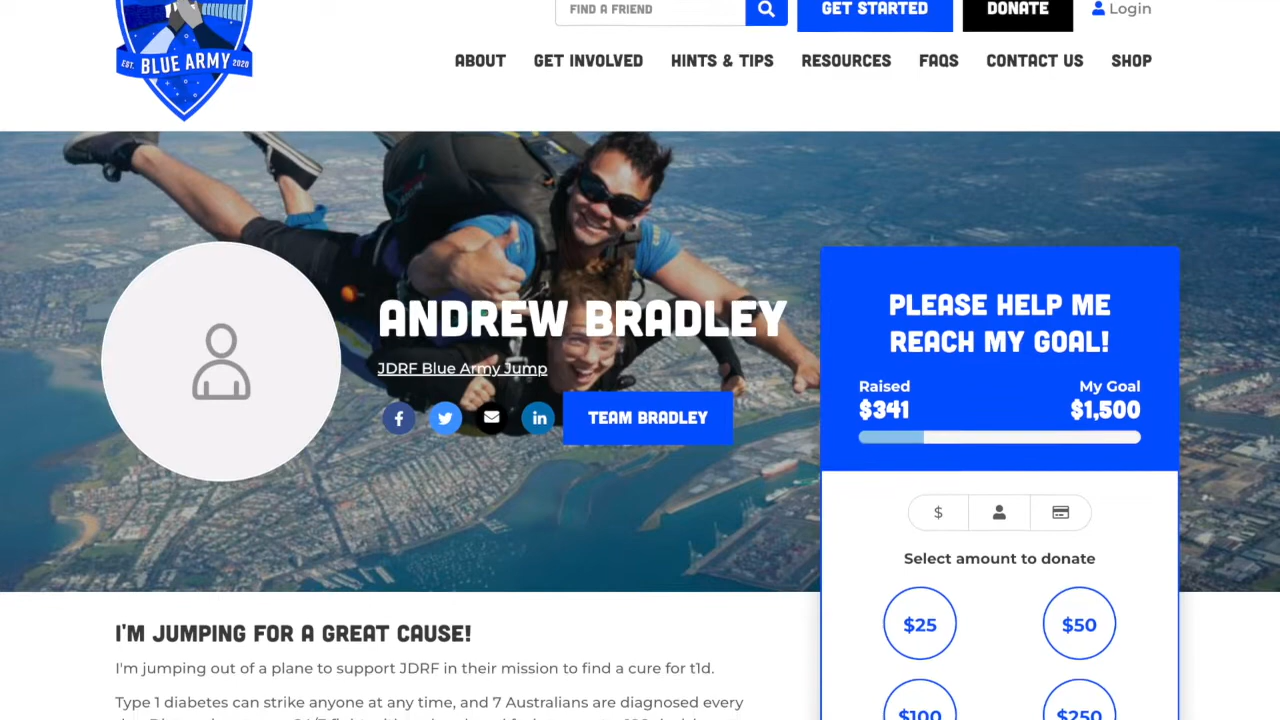 EST. BLUE ARMY 2020
FIND A FRIEND
GET STARTED
DONATE
Login
ABOUT GET INVOLVED HINTS & TIPS RESOURCES FAQS CONTACT US SHOP
ANDREW BRADLEY
JDRF Blue Army Jump
TEAM BRADLEY
PLEASE HELP ME
REACH MY GOAL!
Raised My Goal
$341 $1,500
$
Select amount to donate
$25 $50
$100 $250
I'M JUMPING FOR A GREAT CAUSE!
I'm jumping out of a plane to support JDRF in their mission to find a cure for t1d.
Type 1 diabetes can strike anyone at any time, and 7 Australians are diagnosed every